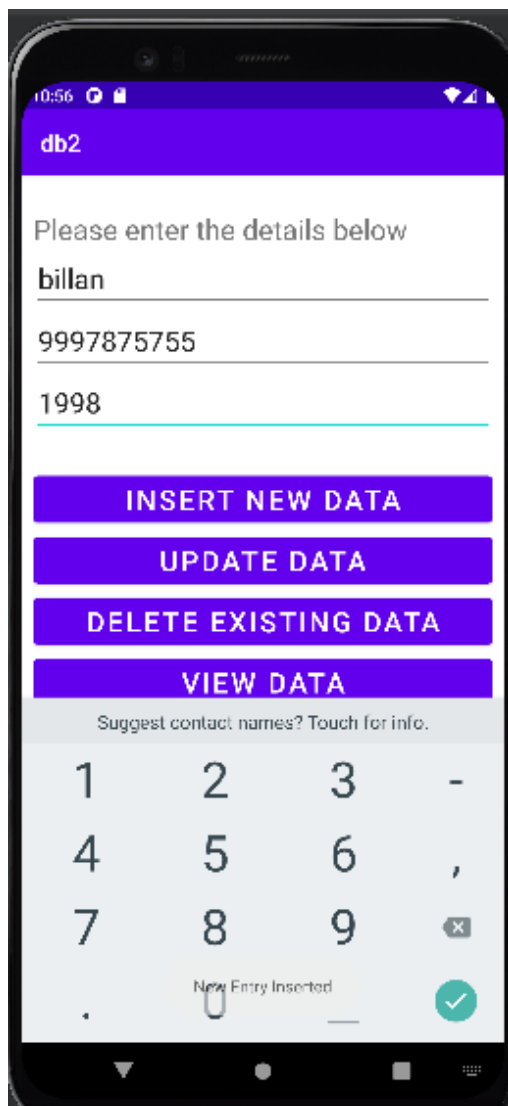 10:56
db2
Please enter the details below
billan
9997875755
1998
INSERT NEW DATA
UPDATE DATA
DELETE EXISTING DATA
VIEW DATA
Suggest contact names? Touch for info.
1 2 3 -
4 5 6 ,
7 8 9
. 0 _
New Entry Inserted